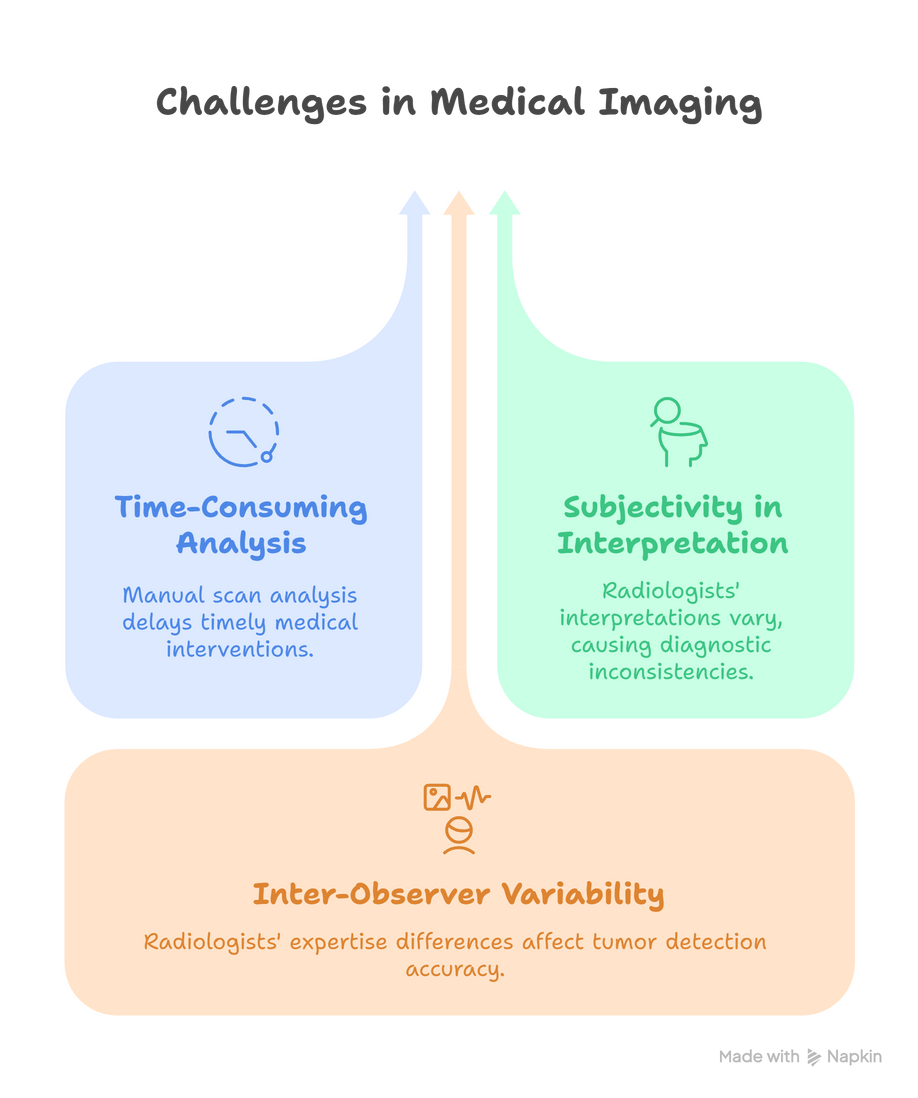 Challenges in Medical Imaging
Time-Consuming
Analysis
Manual scan analysis
delays timely medical
interventions.
Subjectivity in
Interpretation
Radiologists'
interpretations vary,
causing diagnostic
inconsistencies.
Inter-Observer Variability
Radiologists' expertise differences affect tumor detection
accuracy.
Made with Napkin